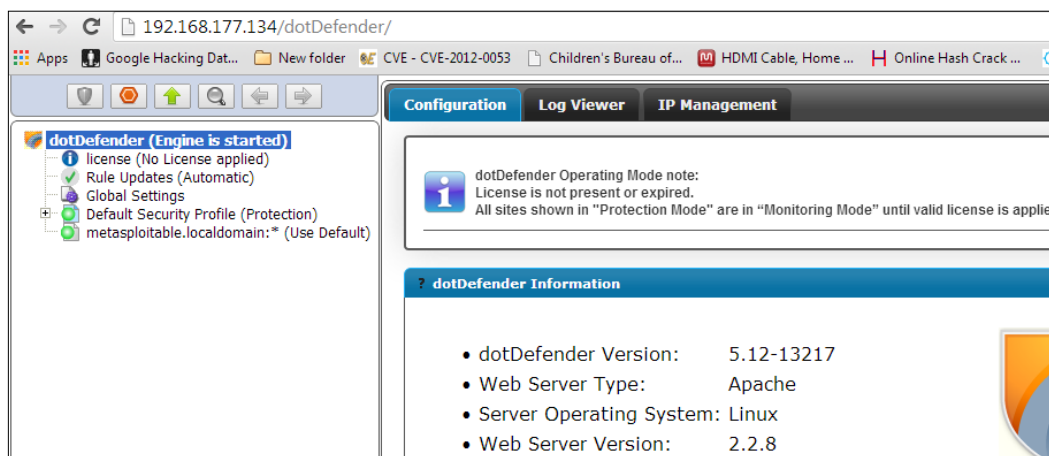 192.168.177.134/dotDefender/
Apps Google Hacking Dat... New folder CVE - CVE-2012-0053 Children's Bureau of... HDMI Cable, Home ... Online Hash Crack ...
Configuration Log Viewer IP Management
dotDefender (Engine is started)
license (No License applied)
Rule Updates (Automatic)
Global Settings
Default Security Profile (Protection)
metasploitable.localdomain:* (Use Default)
dotDefender Operating Mode note:
License is not present or expired.
All sites shown in "Protection Mode" are in “Monitoring Mode” until valid license is applie
? dotDefender Information
• dotDefender Version: 5.12-13217
• Web Server Type: Apache
• Server Operating System: Linux
• Web Server Version: 2.2.8